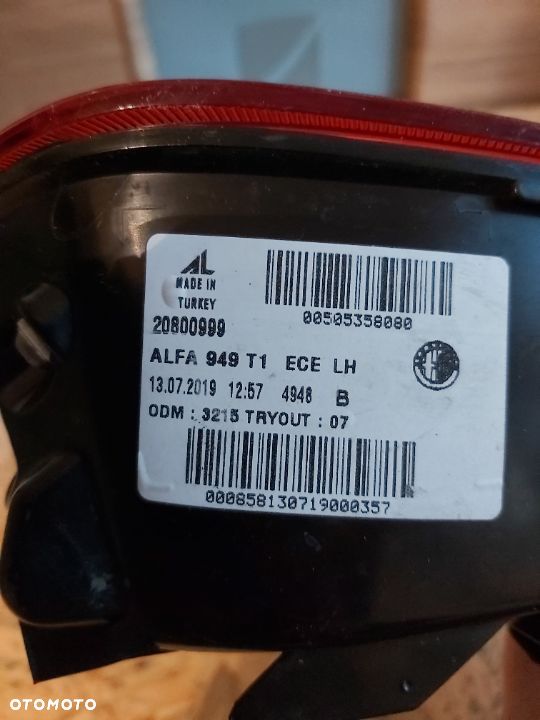 AL
MADE IN
TURKEY
00505358080
20800999
ALFA 949 T1 ECE LH
13.07.2019 12:57 4948 B
ODM : 3215 TRYOUT : 07
000858130719000357
OTOMOTO